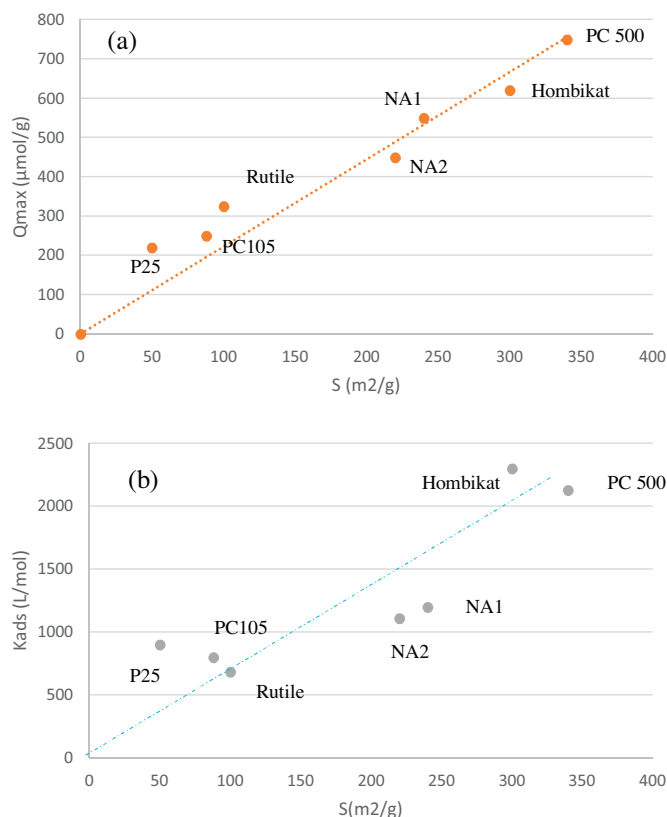 (a)
800
700
600
500
400
300
200
100
0
Qmax (µmol/g)
PC 500
Hombikat
NA1
NA2
Rutile
PC105
P25
0 50 100 150 200 250 300 350 400
S (m2/g)
(b)
2500
2000
1500
1000
500
0
Kads (L/mol)
Hombikat
PC 500
NA1
NA2
PC105
P25
Rutile
0 50 100 150 200 250 300 350 400
S(m2/g)